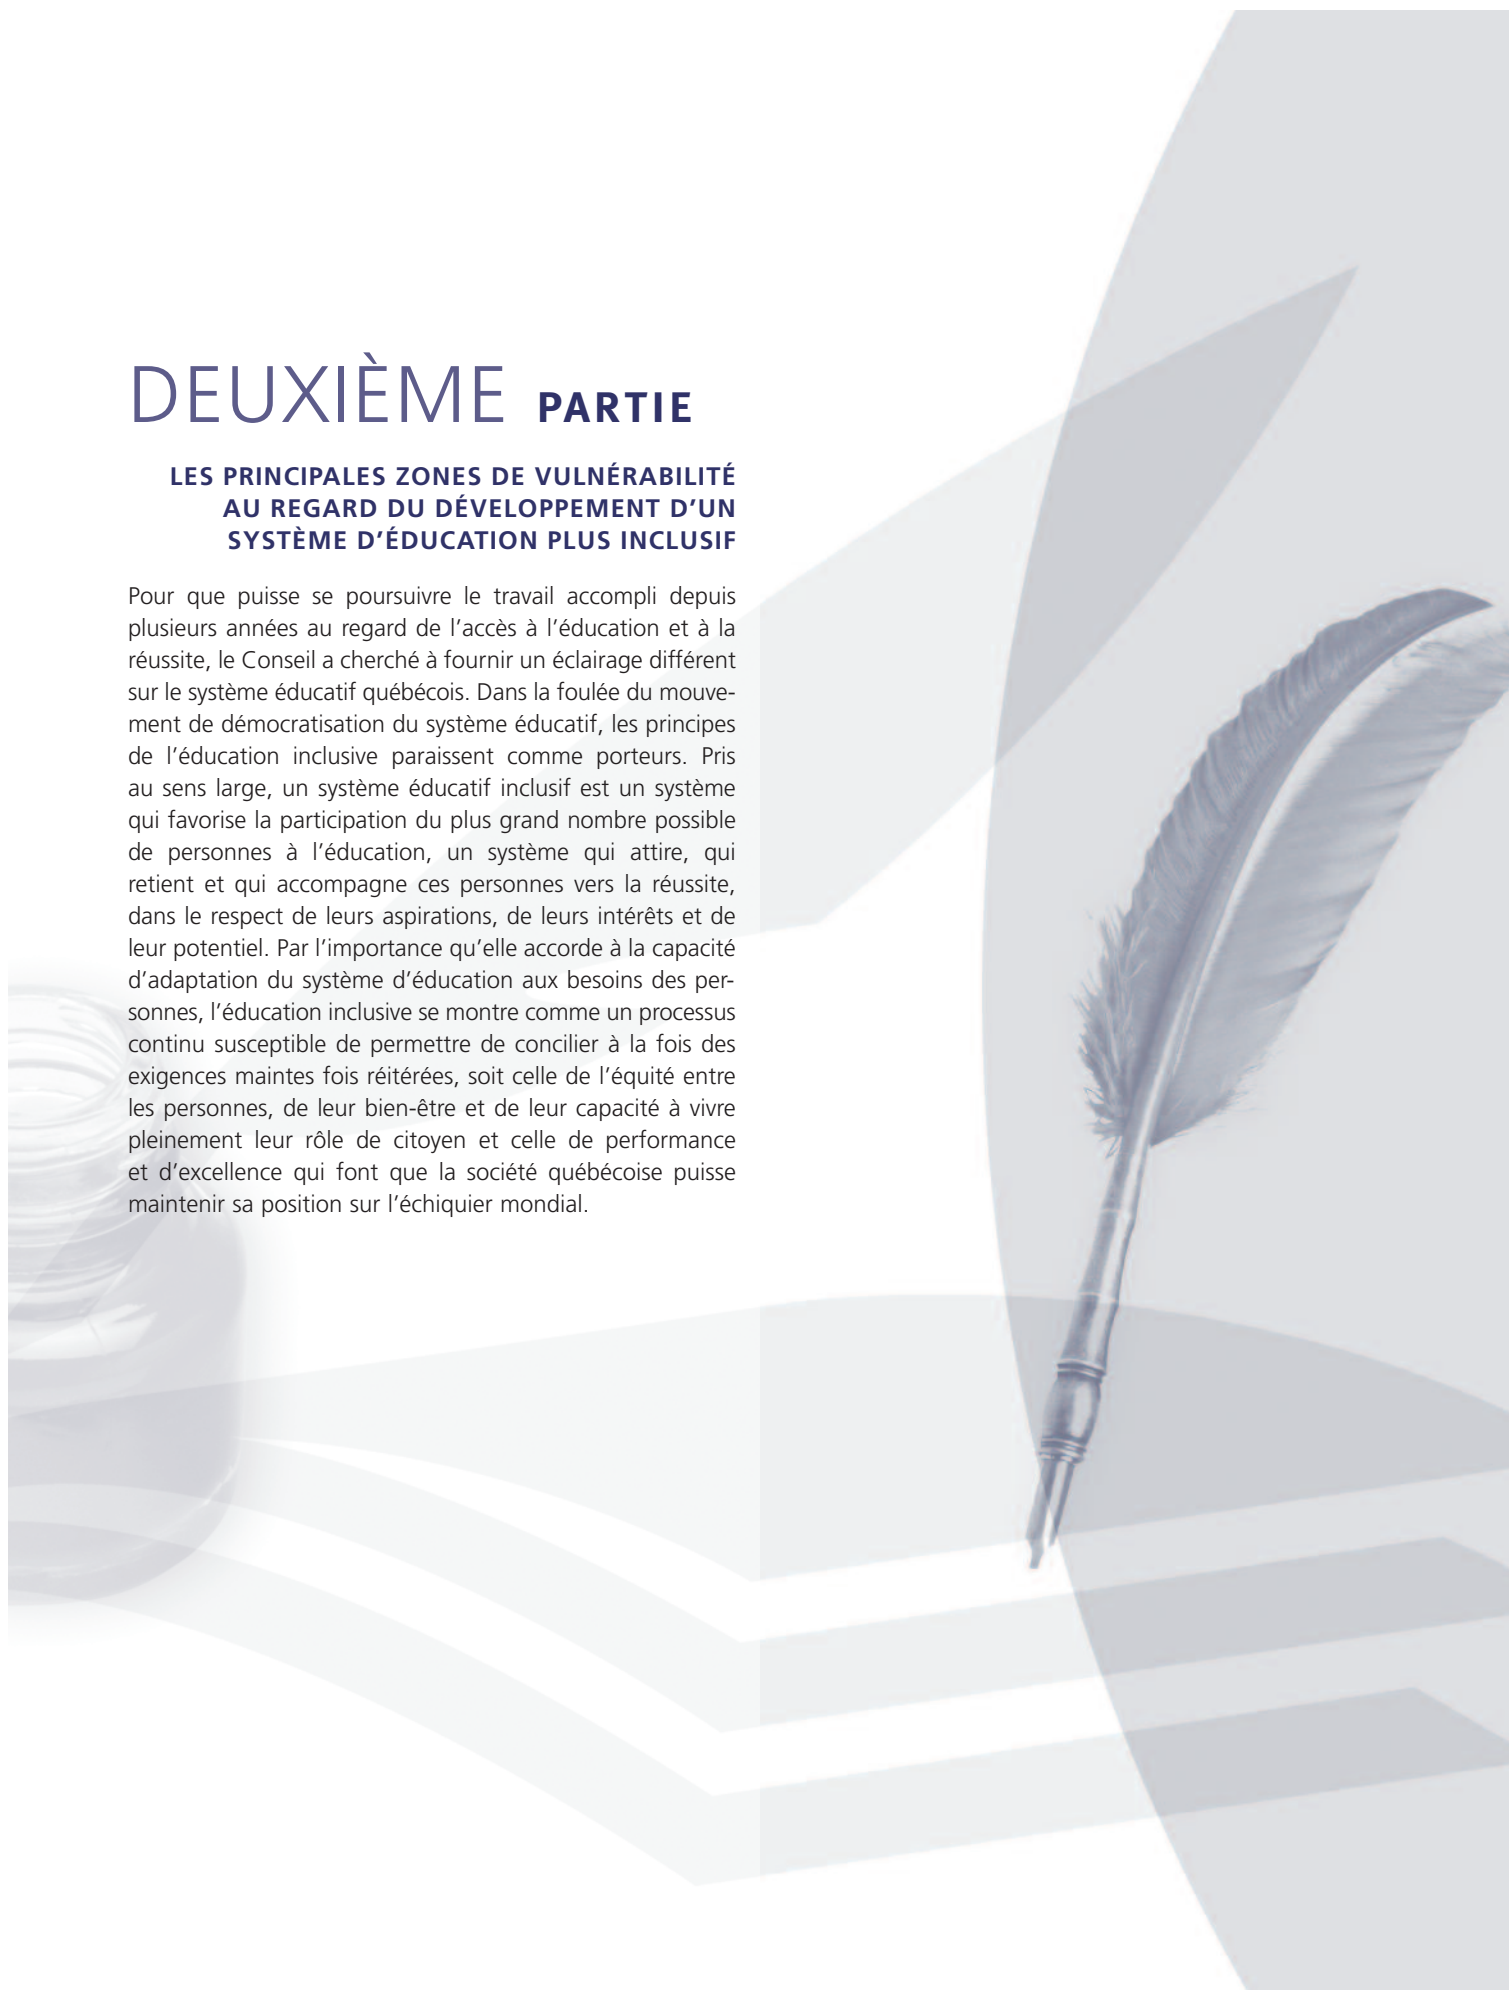 DEUXIÈME PARTIE
LES PRINCIPALES ZONES DE VULNÉRABILITÉ
AU REGARD DU DÉVELOPPEMENT D’UN
SYSTÈME D’ÉDUCATION PLUS INCLUSIF
Pour que puisse se poursuivre le travail accompli depuis
plusieurs années au regard de l’accès à l’éducation et à la
réussite, le Conseil a cherché à fournir un éclairage différent
sur le système éducatif québécois. Dans la foulée du mouve-
ment de démocratisation du système éducatif, les principes
de l’éducation inclusive paraissent comme porteurs. Pris
au sens large, un système éducatif inclusif est un système
qui favorise la participation du plus grand nombre possible
de personnes à l’éducation, un système qui attire, qui
retient et qui accompagne ces personnes vers la réussite,
dans le respect de leurs aspirations, de leurs intérêts et de
leur potentiel. Par l’importance qu’elle accorde à la capacité
d’adaptation du système d’éducation aux besoins des per-
sonnes, l’éducation inclusive se montre comme un processus
continu susceptible de permettre de concilier à la fois des
exigences maintes fois réitérées, soit celle de l’équité entre
les personnes, de leur bien-être et de leur capacité à vivre
pleinement leur rôle de citoyen et celle de performance
et d’excellence qui font que la société québécoise puisse
maintenir sa position sur l’échiquier mondial.